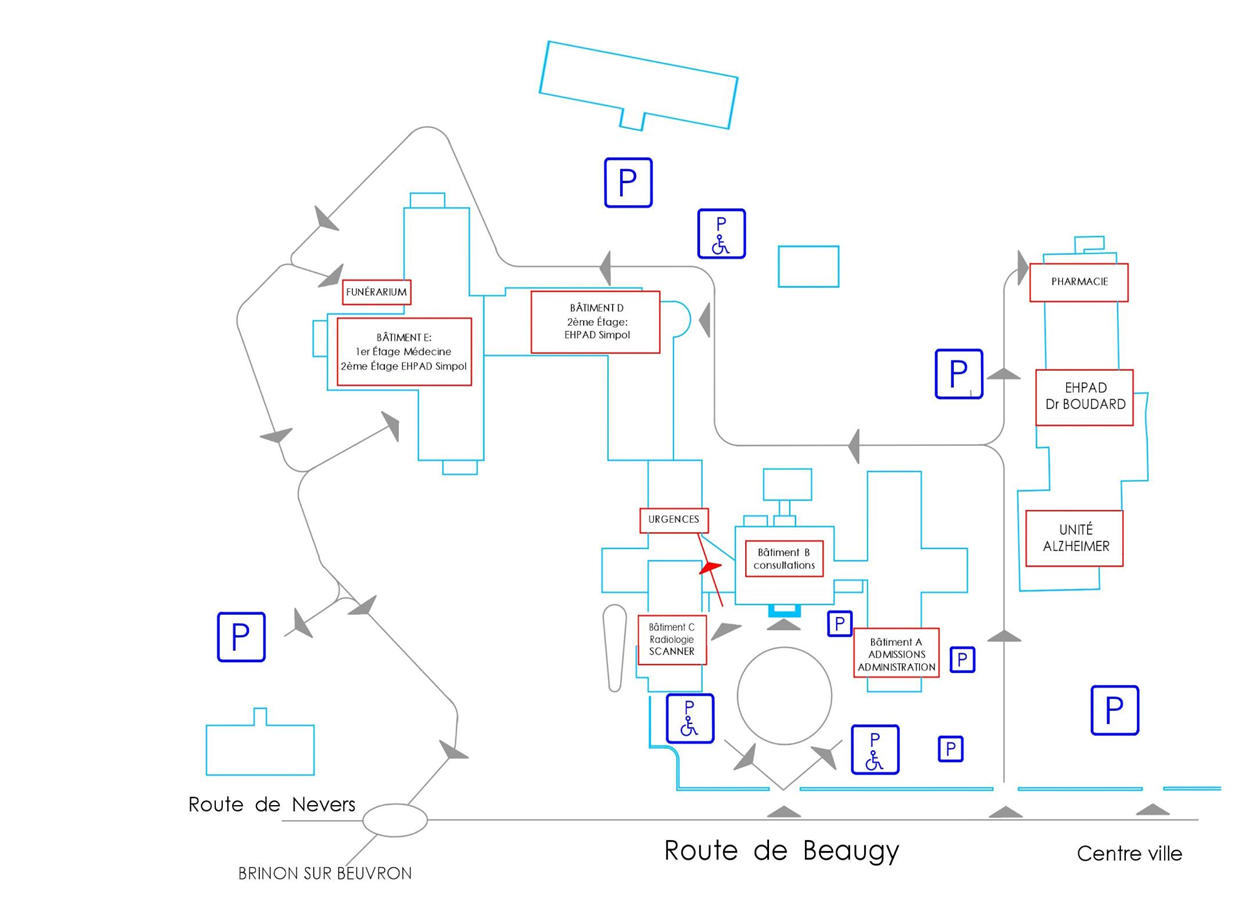 P
P
PHARMACIE
FUNÉRARIUM
BÂTIMENT D
2ème Étage:
EHPAD Simpol
BÂTIMENT E:
1er Étage Médecine
2ème Étage EHPAD Simpol
P
EHPAD
Dr BOUDARD
URGENCES
UNITÉ
ALZHEIMER
Bâtiment B
consultations
P
P
Bâtiment C
Radiologie
SCANNER
Bâtiment A
ADMISSIONS
ADMINISTRATION
P
P
P
P
P
Route de Nevers
Route de Beaugy
Centre ville
BRINON SUR BEUVRON